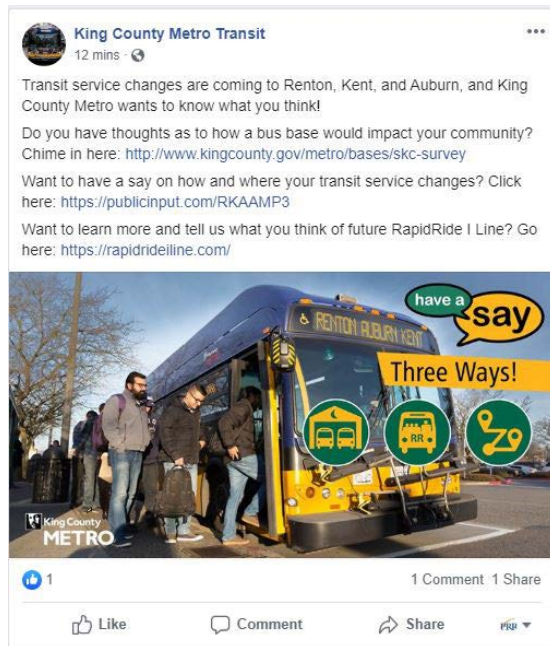 King County Metro Transit
12 mins ·
Transit service changes are coming to Renton, Kent, and Auburn, and King
County Metro wants to know what you think!
Do you have thoughts as to how a bus base would impact your community?
Chime in here: http://www.kingcounty.gov/metro/bases/skc-survey
Want to have a say on how and where your transit service changes? Click
here: https://publicinput.com/RKAAMP3
Want to learn more and tell us what you think of future RapidRide I Line? Go
here: https://rapidrideiline.com/
have a
say
RENTON AUBURN KENT
Three Ways!
RR
King County
METRO
1
1 Comment 1 Share
Like
Comment
Share
PRR